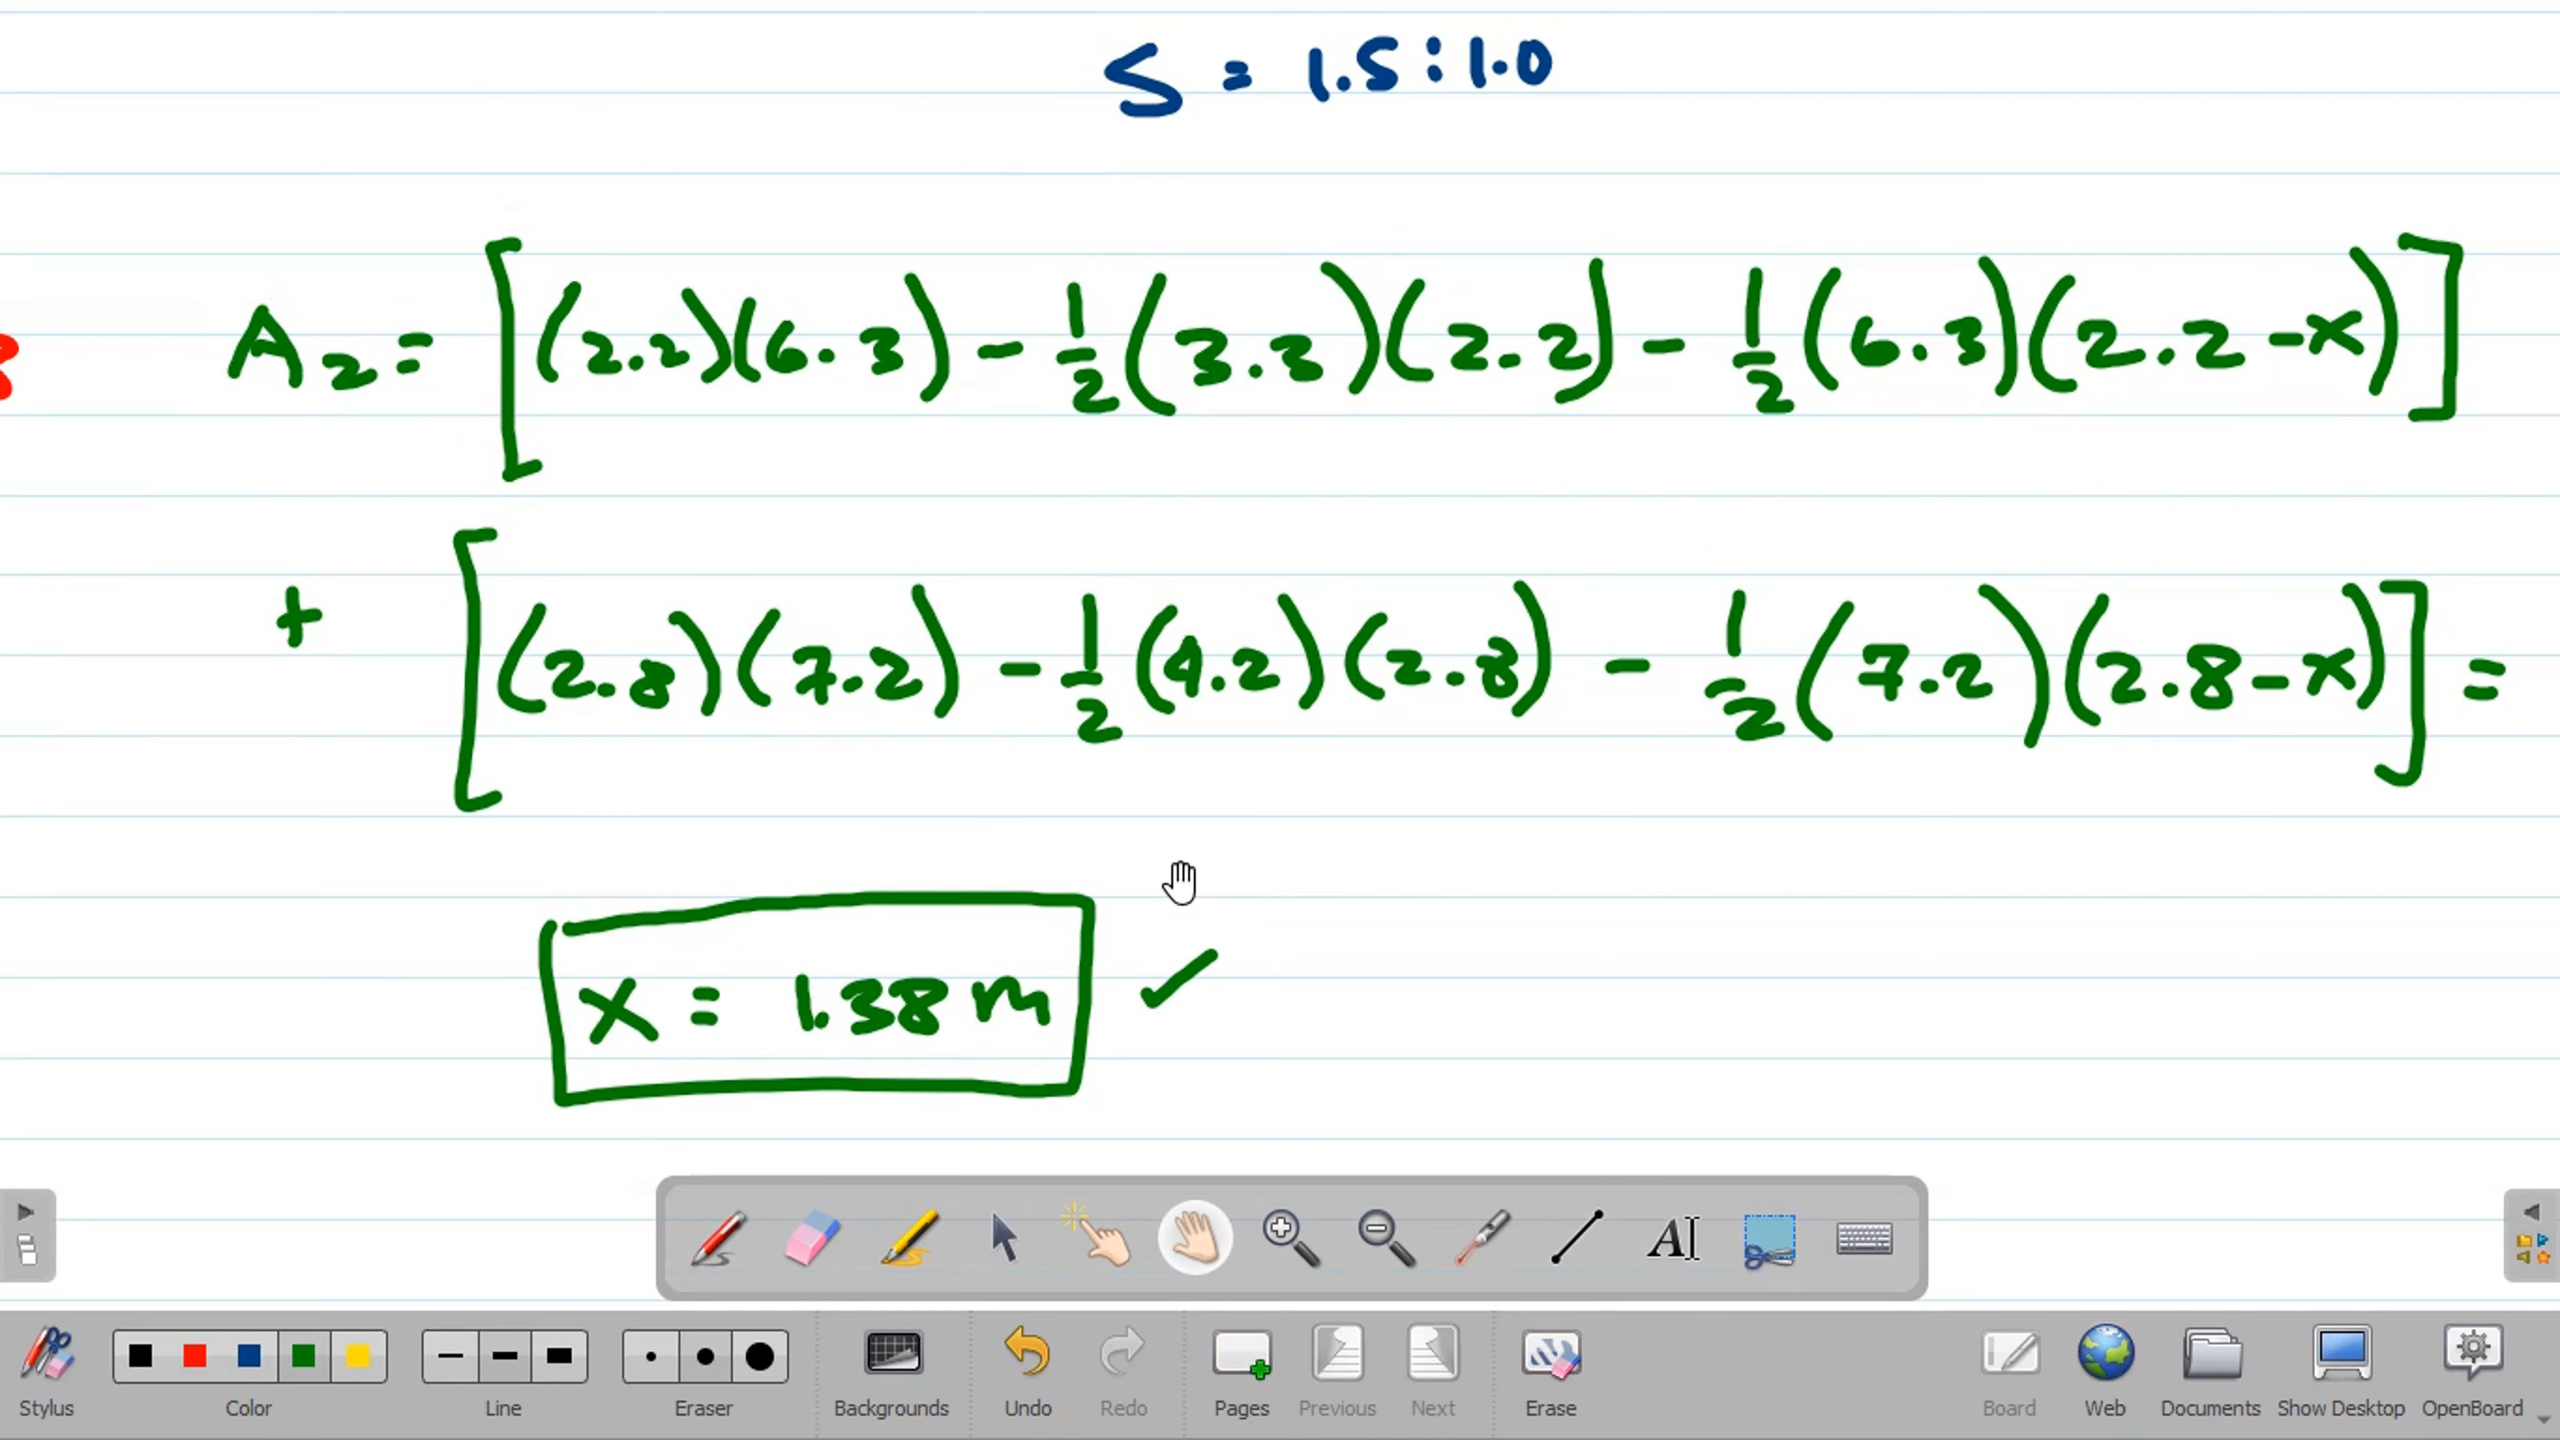 S = 1.5 : 1.0
A2 = [(2.2)(6.3) - 1/2 (3.3)(2.2) - 1/2 (6.3)(2.2-x)]
+ [(2.8)(7.2) - 1/2 (4.2)(2.8) - 1/2 (7.2)(2.8-x)] =
x = 1.38 m ✓
AI
Stylus Color Line Eraser Backgrounds Undo Redo Pages Previous Next Erase Board Web Documents Show Desktop OpenBoard